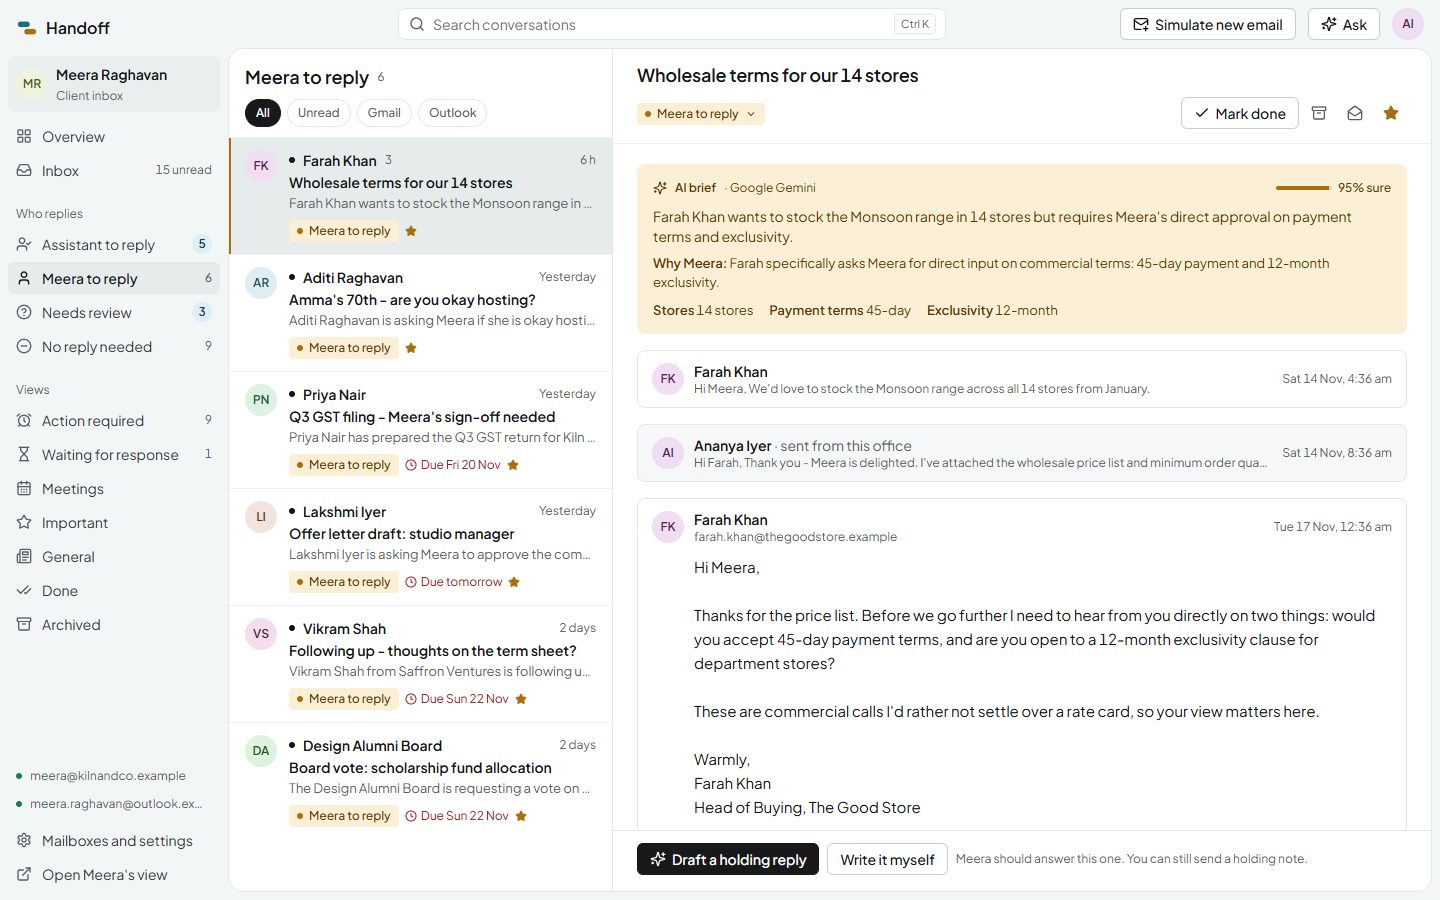 Handoff
Search conversations
Ctrl K
Simulate new email
Ask
AI
MR
Meera Raghavan
Client inbox
Overview
Inbox
15 unread
Who replies
Assistant to reply
5
Meera to reply
6
Needs review
3
No reply needed
9
Views
Action required
9
Waiting for response
1
Meetings
Important
General
Done
Archived
meera@kilnandco.example
meera.raghavan@outlook.ex...
Mailboxes and settings
Open Meera's view
Meera to reply 6
All
Unread
Gmail
Outlook
FK
Farah Khan 3
6 h
Wholesale terms for our 14 stores
Farah Khan wants to stock the Monsoon range in ...
Meera to reply
AR
Aditi Raghavan
Yesterday
Amma's 70th - are you okay hosting?
Aditi Raghavan is asking Meera if she is okay hosti...
Meera to reply
PN
Priya Nair
Yesterday
Q3 GST filing - Meera's sign-off needed
Priya Nair has prepared the Q3 GST return for Kiln ...
Meera to reply
Due Fri 20 Nov
LI
Lakshmi Iyer
Yesterday
Offer letter draft: studio manager
Lakshmi Iyer is asking Meera to approve the com...
Meera to reply
Due tomorrow
VS
Vikram Shah
2 days
Following up - thoughts on the term sheet?
Vikram Shah from Saffron Ventures is following u...
Meera to reply
Due Sun 22 Nov
DA
Design Alumni Board
2 days
Board vote: scholarship fund allocation
The Design Alumni Board is requesting a vote on ...
Meera to reply
Due Sun 22 Nov
Wholesale terms for our 14 stores
Meera to reply
Mark done
AI brief · Google Gemini
95% sure
Farah Khan wants to stock the Monsoon range in 14 stores but requires Meera's direct approval on payment
terms and exclusivity.
Why Meera: Farah specifically asks Meera for direct input on commercial terms: 45-day payment and 12-month
exclusivity.
Stores 14 stores Payment terms 45-day Exclusivity 12-month
FK
Farah Khan
Hi Meera, We'd love to stock the Monsoon range across all 14 stores from January.
Sat 14 Nov, 4:36 am
AI
Ananya Iyer · sent from this office
Hi Farah, Thank you - Meera is delighted. I've attached the wholesale price list and minimum order qua...
Sat 14 Nov, 8:36 am
FK
Farah Khan
farah.khan@thegoodstore.example
Tue 17 Nov, 12:36 am
Hi Meera,
Thanks for the price list. Before we go further I need to hear from you directly on two things: would
you accept 45-day payment terms, and are you open to a 12-month exclusivity clause for
department stores?
These are commercial calls I'd rather not settle over a rate card, so your view matters here.
Warmly,
Farah Khan
Head of Buying, The Good Store
Draft a holding reply
Write it myself
Meera should answer this one. You can still send a holding note.